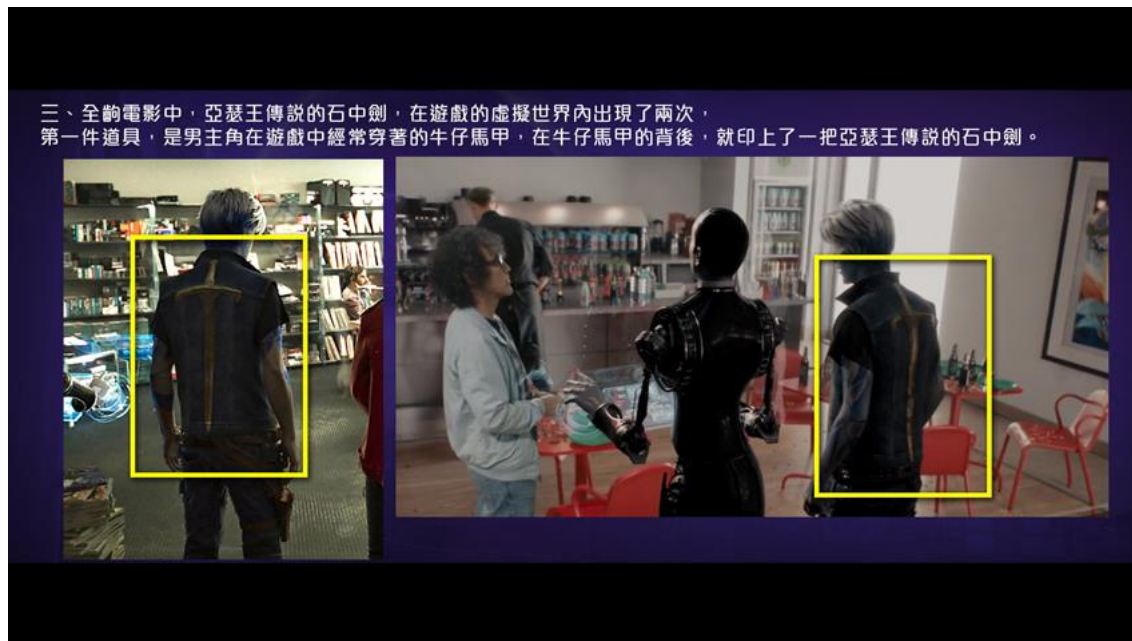 三、全齣電影中，亞瑟王傳說的石中劍，在遊戲的虛擬世界內出現了兩次，
第一件道具，是男主角在遊戲中經常穿著的牛仔馬甲，在牛仔馬甲的背後，就印上了一把亞瑟王傳說的石中劍。